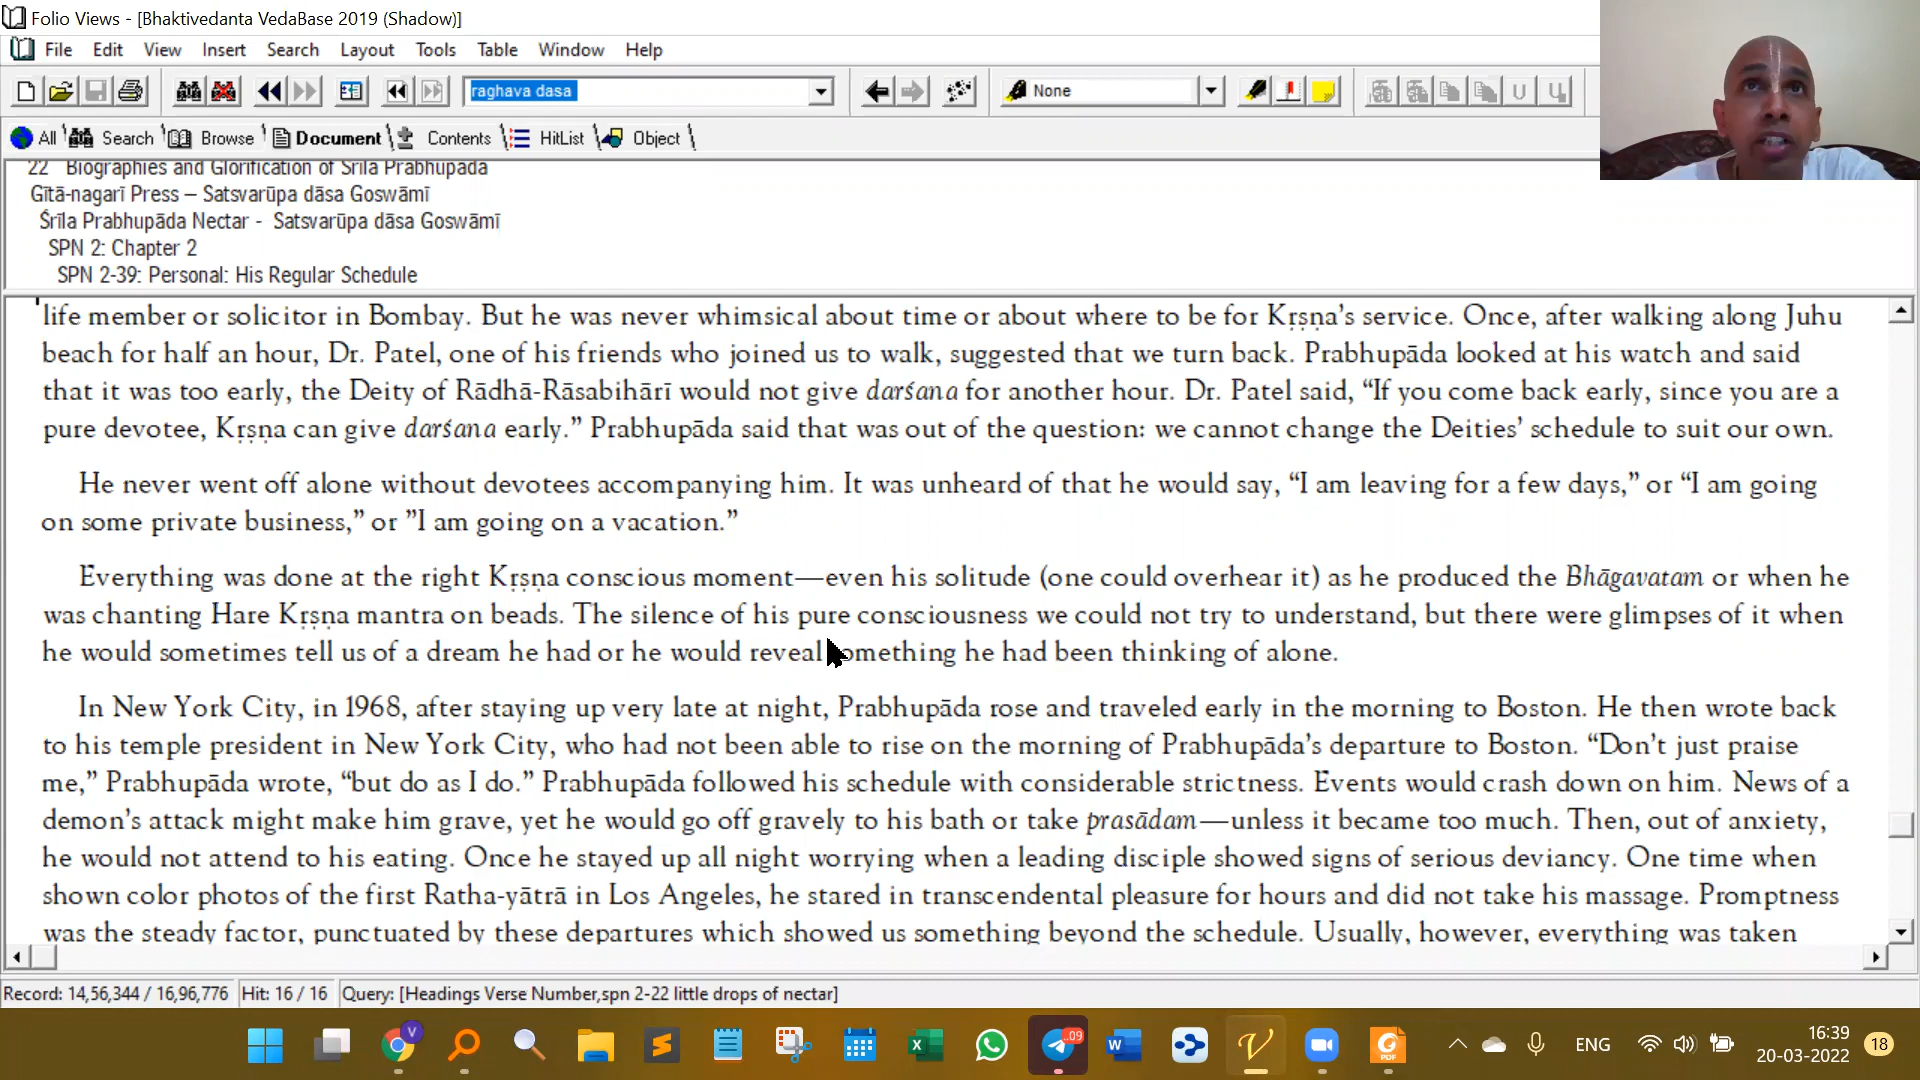 Folio Views - [Bhaktivedanta VedaBase 2019 (Shadow)]
File Edit View Insert Search Layout Tools Table Window Help
raghava dasa None
All Search Browse Document Contents HitList Object
22 Biographies and Glorification of Śrīla Prabhupāda
Gītā-nagarī Press – Satsvarūpa dāsa Goswāmī
Śrīla Prabhupāda Nectar - Satsvarūpa dāsa Goswāmī
SPN 2: Chapter 2
SPN 2-39: Personal: His Regular Schedule
life member or solicitor in Bombay. But he was never whimsical about time or about where to be for Kṛṣṇa’s service. Once, after walking along Juhu
beach for half an hour, Dr. Patel, one of his friends who joined us to walk, suggested that we turn back. Prabhupāda looked at his watch and said
that it was too early, the Deity of Rādhā-Rāsabihārī would not give darśana for another hour. Dr. Patel said, “If you come back early, since you are a
pure devotee, Kṛṣṇa can give darśana early.” Prabhupāda said that was out of the question: we cannot change the Deities’ schedule to suit our own.
He never went off alone without devotees accompanying him. It was unheard of that he would say, “I am leaving for a few days,” or “I am going
on some private business,” or ”I am going on a vacation.”
Everything was done at the right Kṛṣṇa conscious moment—even his solitude (one could overhear it) as he produced the Bhāgavatam or when he
was chanting Hare Kṛṣṇa mantra on beads. The silence of his pure consciousness we could not try to understand, but there were glimpses of it when
he would sometimes tell us of a dream he had or he would reveal something he had been thinking of alone.
In New York City, in 1968, after staying up very late at night, Prabhupāda rose and traveled early in the morning to Boston. He then wrote back
to his temple president in New York City, who had not been able to rise on the morning of Prabhupāda’s departure to Boston. “Don’t just praise
me,” Prabhupāda wrote, “but do as I do.” Prabhupāda followed his schedule with considerable strictness. Events would crash down on him. News of a
demon’s attack might make him grave, yet he would go off gravely to his bath or take prasādam—unless it became too much. Then, out of anxiety,
he would not attend to his eating. Once he stayed up all night worrying when a leading disciple showed signs of serious deviancy. One time when
shown color photos of the first Ratha-yātrā in Los Angeles, he stared in transcendental pleasure for hours and did not take his massage. Promptness
was the steady factor, punctuated by these departures which showed us something beyond the schedule. Usually, however, everything was taken
Record: 14,56,344 / 16,96,776 Hit: 16 / 16 Query: [Headings Verse Number,spn 2-22 little drops of nectar]
V ..09 PDF ENG 16:39 18
20-03-2022